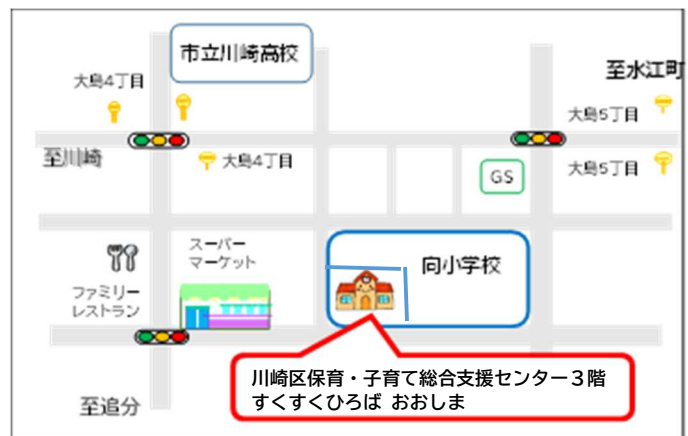 市立川崎高校
至水江町
大島4丁目
大島5丁目
至川崎
大島4丁目
大島5丁目
GS
スーパー
マーケット
向小学校
ファミリー
レストラン
川崎区保育・子育て総合支援センター３階
すくすくひろば おおしま
至追分